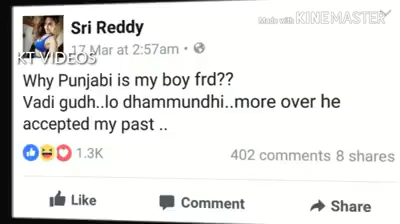 Made with KINEMASTER
Sri Reddy
17 Mar at 2:57am
KT VIDEOS
Why Punjabi is my boy frd??
Vadi gudh..lo dhammundhi..more over he
accepted my past ..
1.3K
402 comments 8 shares
Like
Comment
Share